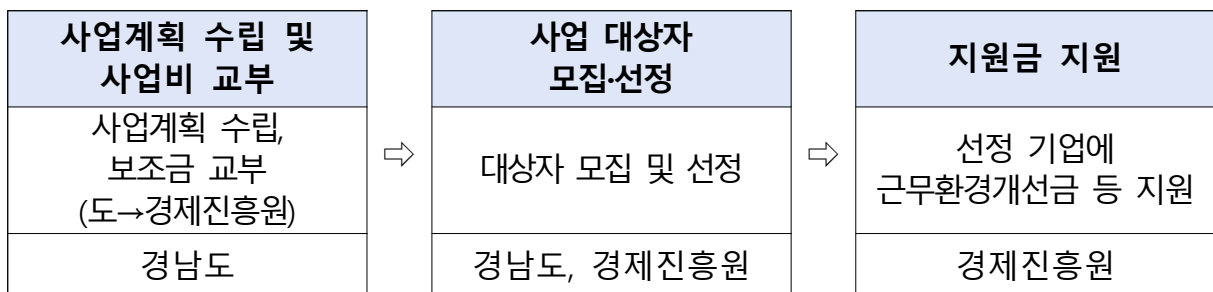 사업계획 수립 및
사업비 교부
사업계획 수립,
보조금 교부
(도→경제진흥원)
경남도
⇨
사업 대상자
모집·선정
대상자 모집 및 선정
경남도, 경제진흥원
⇨
지원금 지원
선정 기업에
근무환경개선금 등 지원
경제진흥원